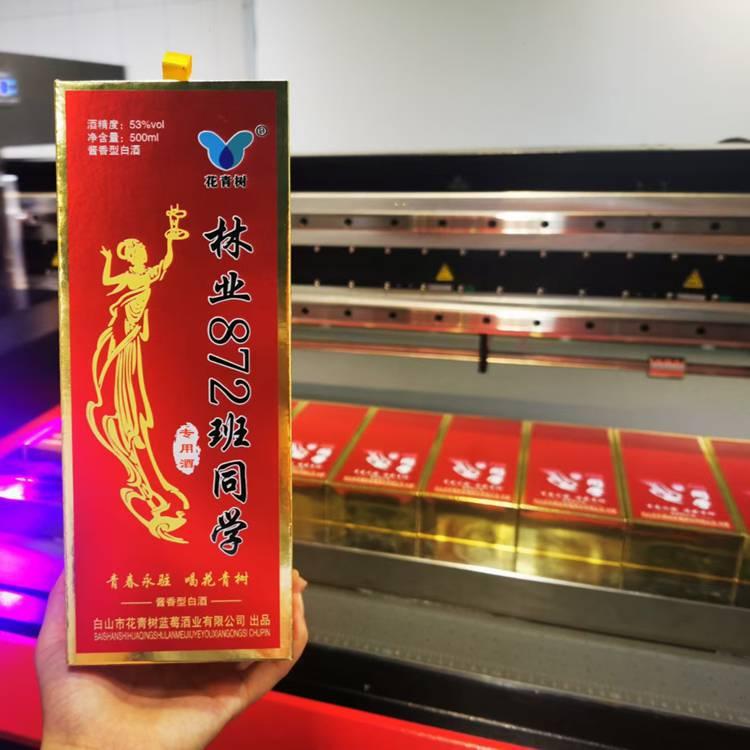 酒精度：53%vol
净含量：500ml
酱香型白酒
®
花青树
林业872班同学
专用酒
青春永驻 喝花青树
酱香型白酒
白山市花青树蓝莓酒业有限公司 出品
BAISHANSHIHUAQINGSHULANMEIJIUYEYOUXIANGONGSI CHUPIN